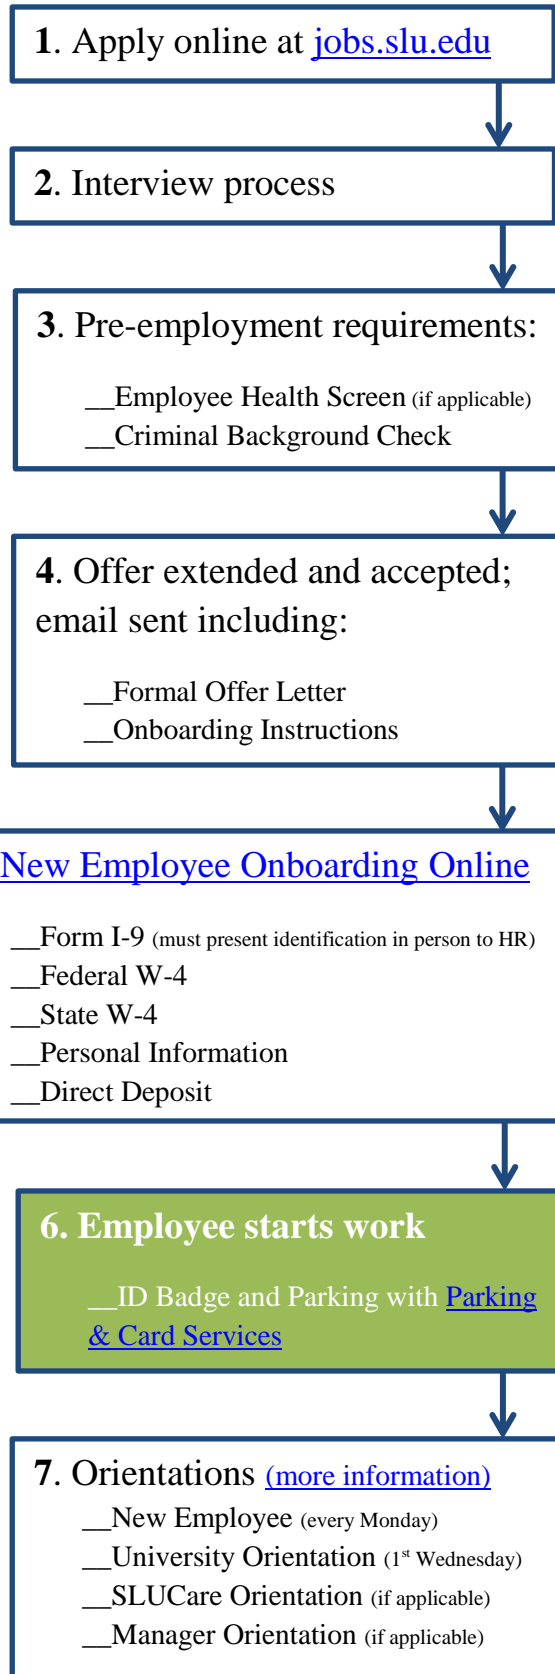 1. Apply online at jobs.slu.edu
2. Interview process
3. Pre-employment requirements:
__Employee Health Screen (if applicable)
__Criminal Background Check
4. Offer extended and accepted;
email sent including:
__Formal Offer Letter
__Onboarding Instructions
New Employee Onboarding Online
__Form I-9 (must present identification in person to HR)
__Federal W-4
__State W-4
__Personal Information
__Direct Deposit
6. Employee starts work
__ID Badge and Parking with Parking
& Card Services
7. Orientations (more information)
__New Employee (every Monday)
__University Orientation (1st Wednesday)
__SLUCare Orientation (if applicable)
__Manager Orientation (if applicable)